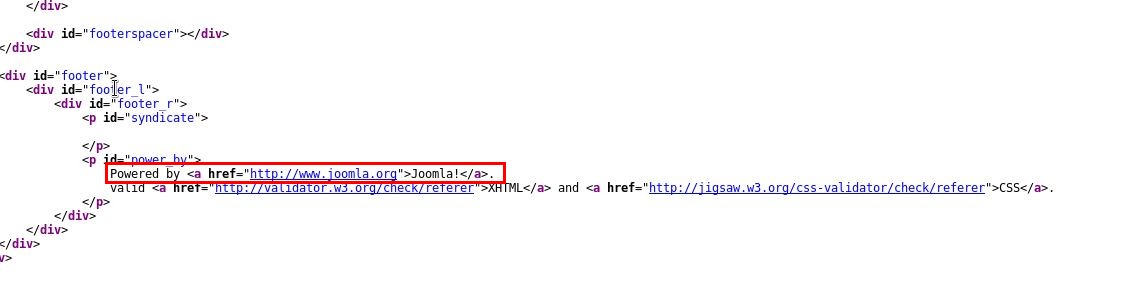 </div>
<div id="footerspacer"></div>
</div>
<div id="footer">
<div id="footer_l">
<div id="footer_r">
<p id="syndicate">
</p>
<p id="power_by">
Powered by <a href="http://www.joomla.org">Joomla!</a>.
valid <a href="http://validator.w3.org/check/referer">XHTML</a> and <a href="http://jigsaw.w3.org/css-validator/check/referer">CSS</a>.
</p>
</div>
</div>
</div>
v>